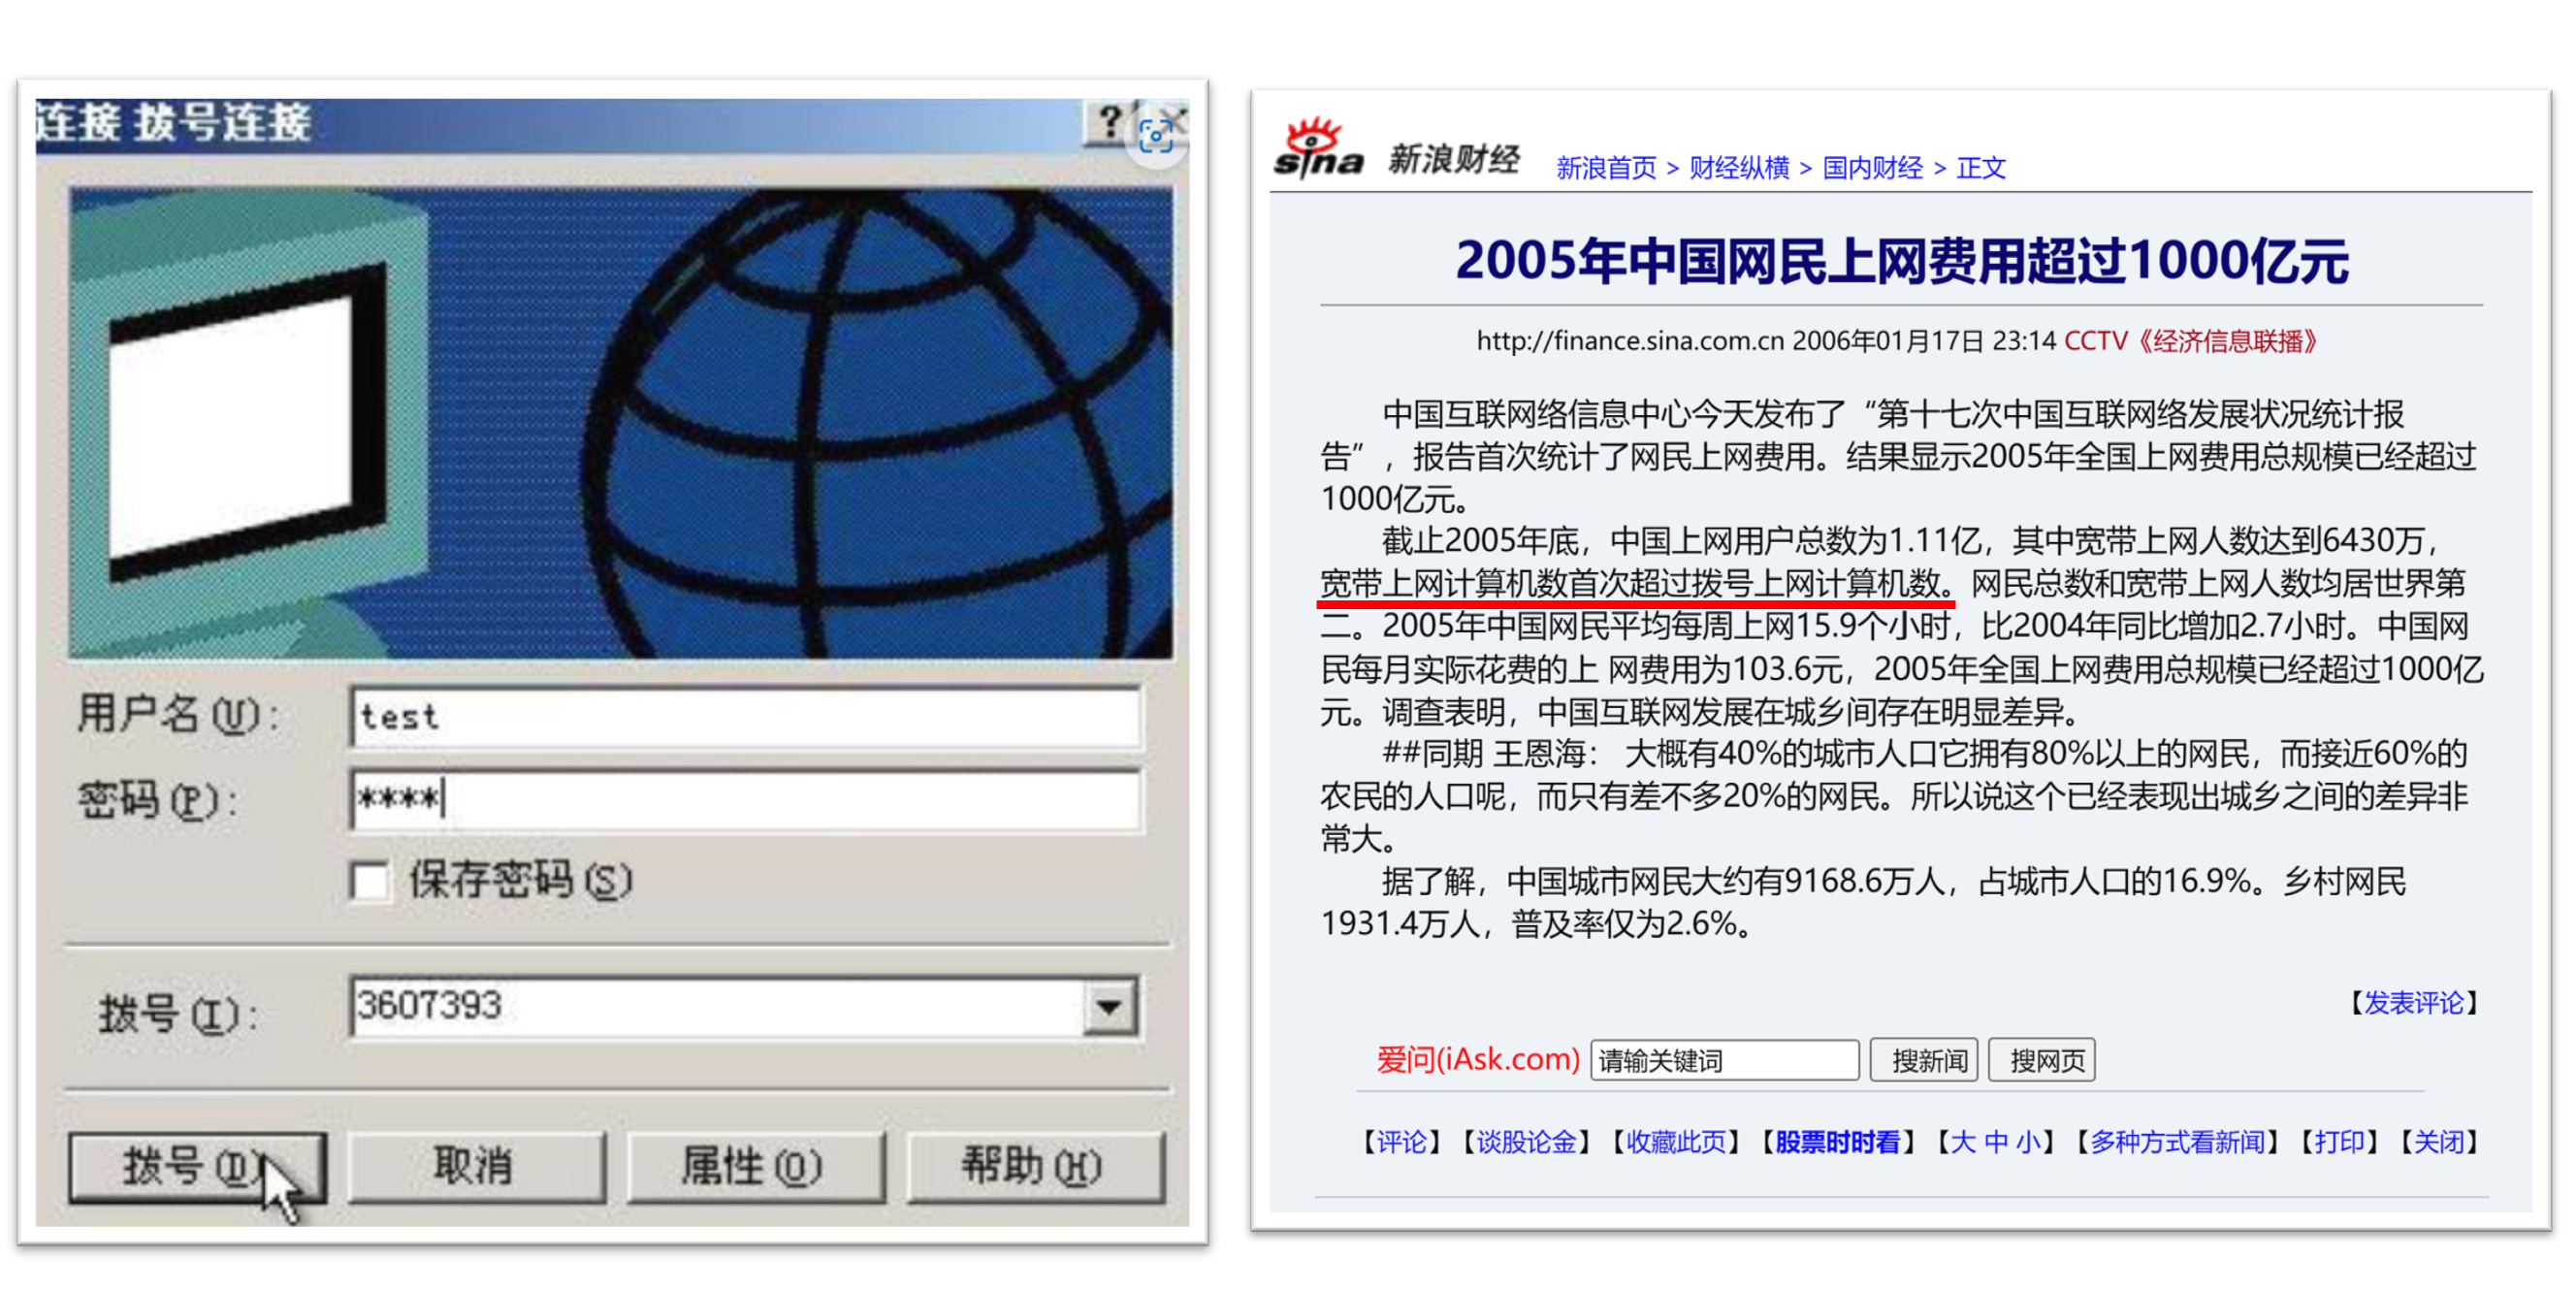 连接 拨号连接
用户名(U):
test
密码(P):
****
保存密码(S)
拨号(I):
3607393
拨号(D)
取消
属性(O)
帮助(H)
sina 新浪财经 新浪首页 > 财经纵横 > 国内财经 > 正文
2005年中国网民上网费用超过1000亿元
http://finance.sina.com.cn 2006年01月17日 23:14 CCTV《经济信息联播》
中国互联网络信息中心今天发布了“第十七次中国互联网络发展状况统计报
告”，报告首次统计了网民上网费用。结果显示2005年全国上网费用总规模已经超过
1000亿元。
截止2005年底，中国上网用户总数为1.11亿，其中宽带上网人数达到6430万，
宽带上网计算机数首次超过拨号上网计算机数。网民总数和宽带上网人数均居世界第
二。2005年中国网民平均每周上网15.9个小时，比2004年同比增加2.7小时。中国网
民每月实际花费的上 网费用为103.6元，2005年全国上网费用总规模已经超过1000亿
元。调查表明，中国互联网发展在城乡间存在明显差异。
##同期 王恩海： 大概有40%的城市人口它拥有80%以上的网民，而接近60%的
农民的人口呢，而只有差不多20%的网民。所以说这个已经表现出城乡之间的差异非
常大。
据了解，中国城市网民大约有9168.6万人，占城市人口的16.9%。乡村网民
1931.4万人，普及率仅为2.6%。
【发表评论】
爱问(iAsk.com) 请输关键词 搜新闻 搜网页
【评论】【谈股论金】【收藏此页】【股票时时看】【大 中 小】【多种方式看新闻】【打印】【关闭】